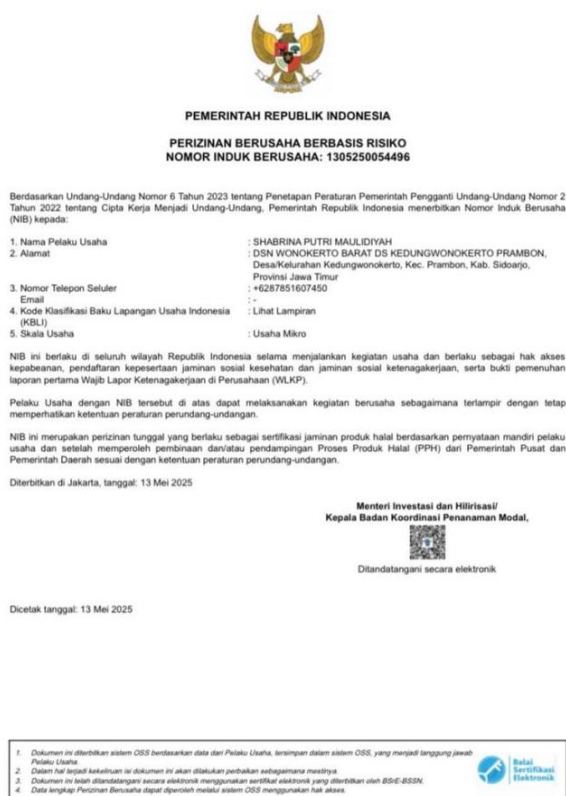 PEMERINTAH REPUBLIK INDONESIA
PERIZINAN BERUSAHA BERBASIS RISIKO
NOMOR INDUK BERUSAHA: 1305250054496
Berdasarkan Undang-Undang Nomor 6 Tahun 2023 tentang Penetapan Peraturan Pemerintah Pengganti Undang-Undang Nomor 2
Tahun 2022 tentang Cipta Kerja Menjadi Undang-Undang, Pemerintah Republik Indonesia menerbitkan Nomor Induk Berusaha
(NIB) kepada:
1. Nama Pelaku Usaha : SHABRINA PUTRI MAULIDIYAH
2. Alamat : DSN WONOKERTO BARAT DS KEDUNGWONOKERTO PRAMBON,
Desa/Kelurahan Kedungwonokerto, Kec. Prambon, Kab. Sidoarjo,
Provinsi Jawa Timur
3. Nomor Telepon Seluler : +6287851607450
Email : -
4. Kode Klasifikasi Baku Lapangan Usaha Indonesia : Lihat Lampiran
(KBLI)
5. Skala Usaha : Usaha Mikro
NIB ini berlaku di seluruh wilayah Republik Indonesia selama menjalankan kegiatan usaha dan berlaku sebagai hak akses
kepabeanan, pendaftaran kepesertaan jaminan sosial kesehatan dan jaminan sosial ketenagakerjaan, serta bukti pemenuhan
laporan pertama Wajib Lapor Ketenagakerjaan di Perusahaan (WLKP).
Pelaku Usaha dengan NIB tersebut di atas dapat melaksanakan kegiatan berusaha sebagaimana terlampir dengan tetap
memperhatikan ketentuan peraturan perundang-undangan.
NIB ini merupakan perizinan tunggal yang berlaku sebagai sertifikasi jaminan produk halal berdasarkan pernyataan mandiri pelaku
usaha dan setelah memperoleh pembinaan dan/atau pendampingan Proses Produk Halal (PPH) dari Pemerintah Pusat dan
Pemerintah Daerah sesuai dengan ketentuan peraturan perundang-undangan.
Diterbitkan di Jakarta, tanggal: 13 Mei 2025
Menteri Investasi dan Hilirisasi/
Kepala Badan Koordinasi Penanaman Modal,
Ditandatangani secara elektronik
Dicetak tanggal: 13 Mei 2025
1. Dokumen ini diterbitkan sistem OSS berdasarkan data dari Pelaku Usaha, tersimpan dalam sistem OSS, yang menjadi tanggung jawab
Pelaku Usaha.
2. Dalam hal terjadi kekeliruan isi dokumen ini akan dilakukan perbaikan sebagaimana mestinya.
3. Dokumen ini telah ditandatangani secara elektronik menggunakan sertifikat elektronik yang diterbitkan oleh BSrE-BSSN.
4. Data lengkap Perizinan Berusaha dapat diperoleh melalui sistem OSS menggunakan hak akses.
Balai
Sertifikasi
Elektronik